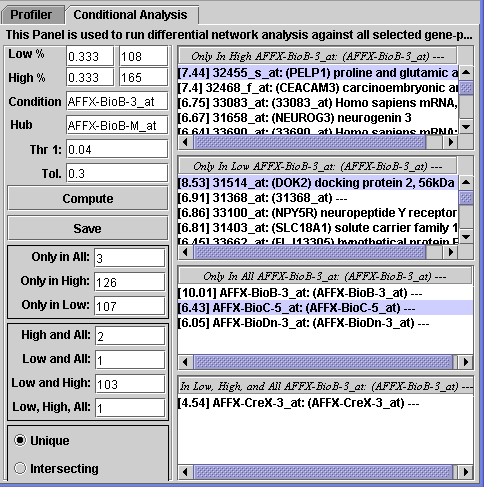 Profiler Conditional Analysis
This Panel is used to run differential network analysis against all selected gene-p...
Low % 0.333 108
High % 0.333 165
Condition AFFX-BioB-3_at
Hub AFFX-BioB-M_at
Thr 1: 0.04
Tol. 0.3
Compute
Save
Only in All: 3
Only in High: 126
Only in Low: 107
High and All: 2
Low and All: 1
Low and High: 103
Low, High, All: 1
Unique
Intersecting
Only In High AFFX-BioB-3_at: (AFFX-BioB-3_at) ---
[7.44] 32455_s_at: (PELP1) proline and glutamic a
[7.4] 32468_f_at: (CEACAM3) carcinoembryonic an
[6.75] 33083_at: (33083_at) Homo sapiens mRNA,
[6.67] 31658_at: (NEUROG3) neurogenin 3
[6.64] 33690_at: (33690_at) Homo sapiens mRNA;
Only In Low AFFX-BioB-3_at: (AFFX-BioB-3_at) ---
[8.53] 31514_at: (DOK2) docking protein 2, 56kDa
[6.91] 31368_at: (31368_at) ---
[6.86] 33100_at: (NPY5R) neuropeptide Y receptor
[6.81] 31403_at: (SLC18A1) solute carrier family 1
[6.45] 33662_at: (FLJ13305) hypothetical protein F
Only In All AFFX-BioB-3_at: (AFFX-BioB-3_at) ---
[10.01] AFFX-BioB-3_at: (AFFX-BioB-3_at) ---
[6.43] AFFX-BioC-5_at: (AFFX-BioC-5_at) ---
[6.05] AFFX-BioDn-3_at: (AFFX-BioDn-3_at) ---
In Low, High, and All AFFX-BioB-3_at: (AFFX-BioB-3_at) ---
[4.54] AFFX-CreX-3_at: (AFFX-CreX-3_at) ---